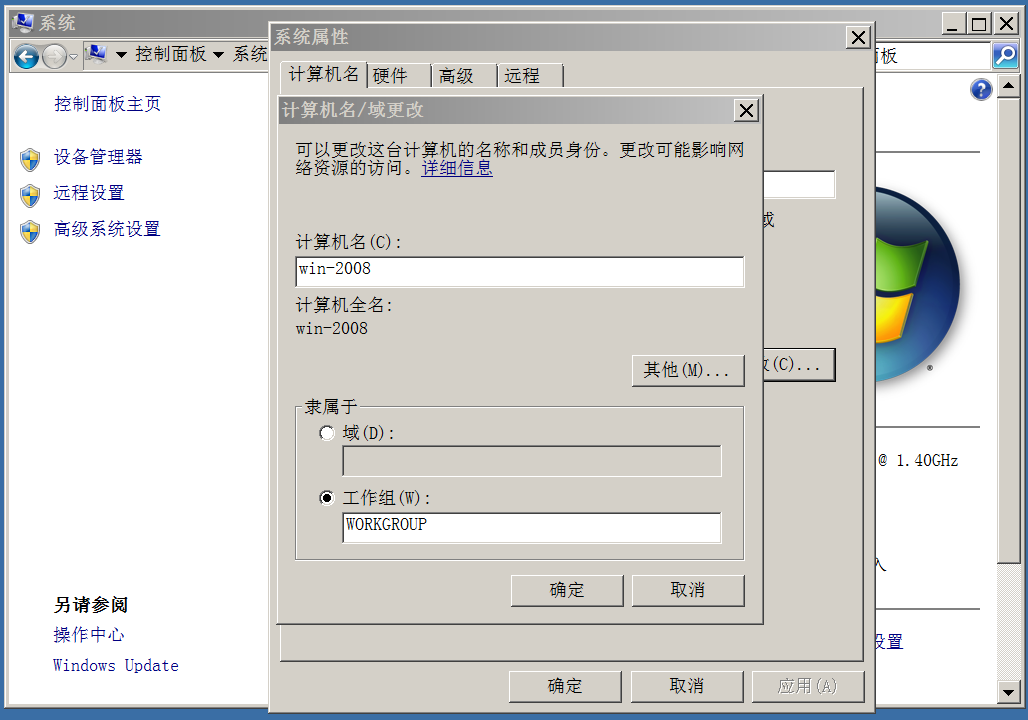 系统
控制面板 系统
板
控制面板主页
设备管理器
远程设置
高级系统设置
另请参阅
操作中心
Windows Update
系统属性
计算机名 硬件 高级 远程
计算机名/域更改
可以更改这台计算机的名称和成员身份。更改可能影响网
络资源的访问。详细信息
计算机名(C):
win-2008
计算机全名:
win-2008
其他(M)...
隶属于
域(D):
工作组(W):
WORKGROUP
确定 取消
或
(C)...
确定 取消 应用(A)
@ 1.40GHz
设置